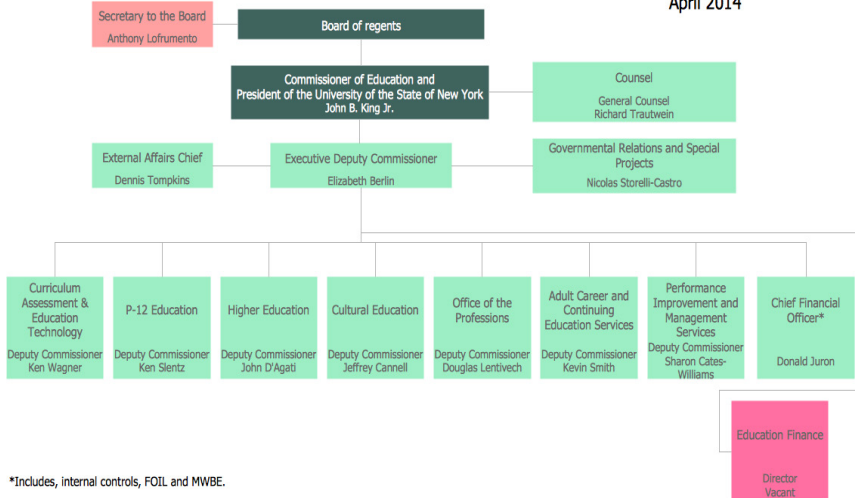 April 2014
Secretary to the Board
Anthony Lofrumento
Board of regents
Commissioner of Education and
President of the University of the State of New York
John B. King Jr.
Counsel
General Counsel
Richard Trautwein
External Affairs Chief
Dennis Tompkins
Executive Deputy Commissioner
Elizabeth Berlin
Governmental Relations and Special
Projects
Nicolas Storelli-Castro
Curriculum
Assessment &
Education
Technology
Deputy Commissioner
Ken Wagner
P-12 Education
Deputy Commissioner
Ken Slentz
Higher Education
Deputy Commissioner
John D'Agati
Cultural Education
Deputy Commissioner
Jeffrey Cannell
Office of the
Professions
Deputy Commissioner
Douglas Lentivech
Adult Career and
Continuing
Education Services
Deputy Commissioner
Kevin Smith
Performance
Improvement and
Management
Services
Deputy Commissioner
Sharon Cates-
Williams
Chief Financial
Officer*
Donald Juron
Education Finance
Director
Vacant
*Includes, internal controls, FOIL and MWBE.